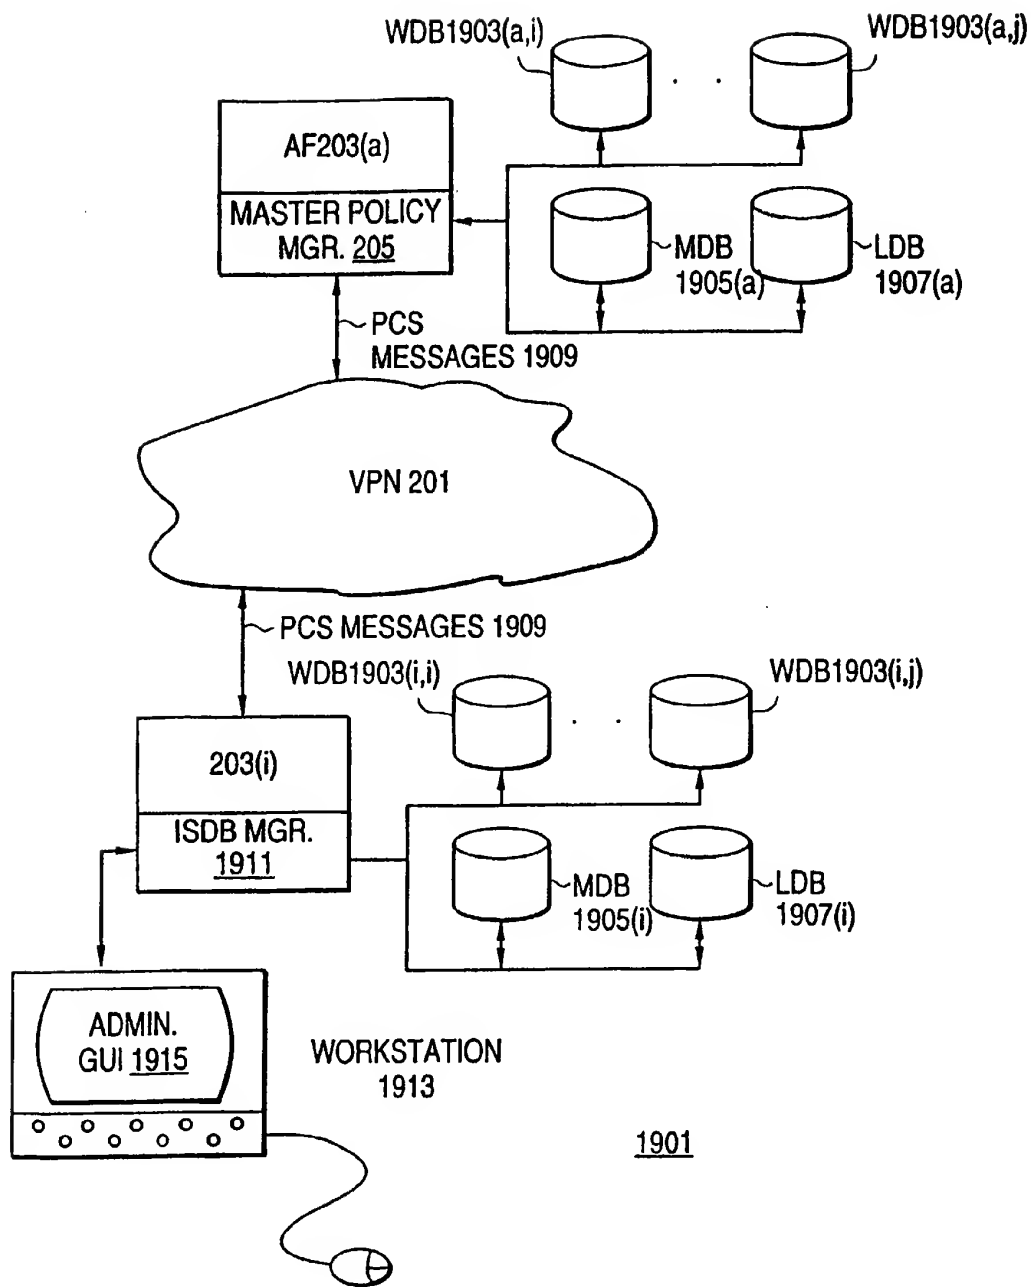 WDB1903(a,i)
WDB1903(a,j)
AF203(a)
MASTER POLICY
MGR. 205
MDB
1905(a)
LDB
1907(a)
PCS
MESSAGES 1909
VPN 201
PCS MESSAGES 1909
WDB1903(i,i)
WDB1903(i,j)
203(i)
ISDB MGR.
1911
MDB
1905(i)
LDB
1907(i)
ADMIN.
GUI 1915
WORKSTATION
1913
1901